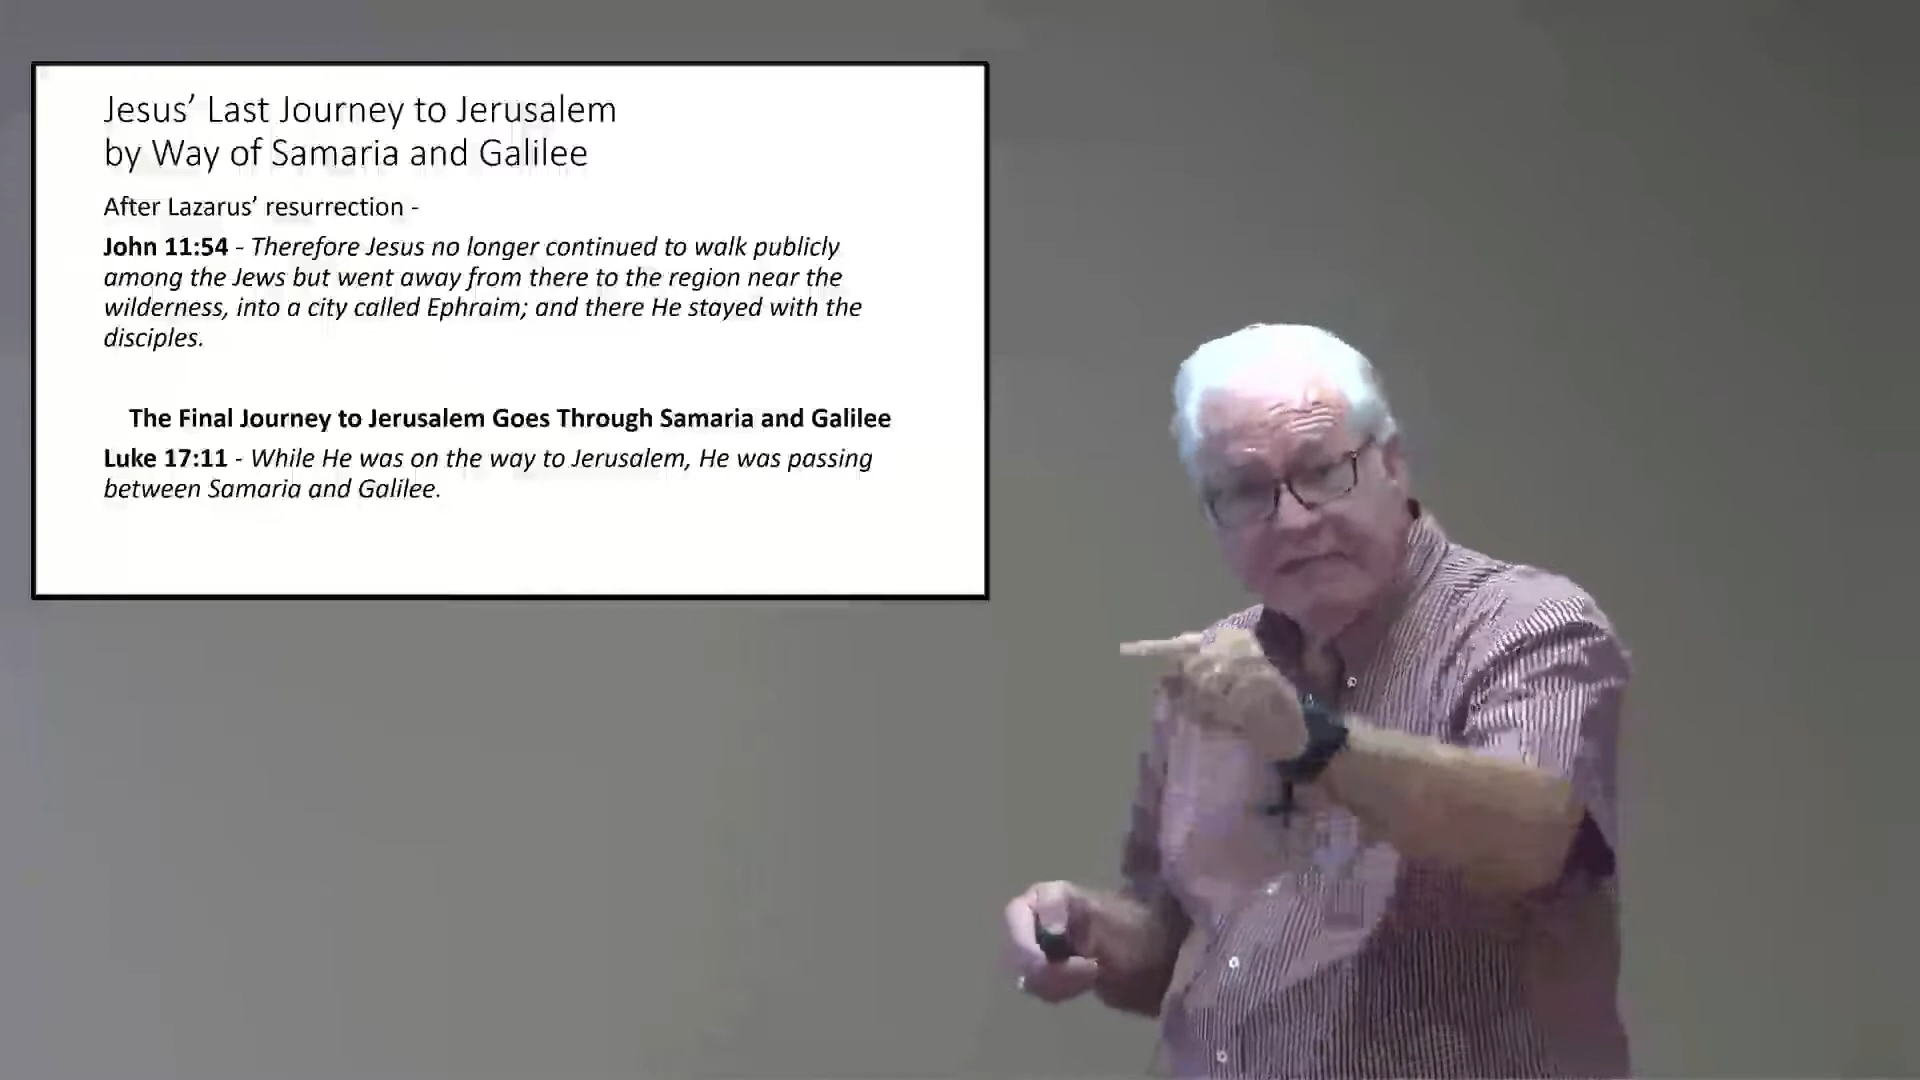 Jesus’ Last Journey to Jerusalem
by Way of Samaria and Galilee
After Lazarus’ resurrection -
John 11:54 - Therefore Jesus no longer continued to walk publicly
among the Jews but went away from there to the region near the
wilderness, into a city called Ephraim; and there He stayed with the
disciples.
The Final Journey to Jerusalem Goes Through Samaria and Galilee
Luke 17:11 - While He was on the way to Jerusalem, He was passing
between Samaria and Galilee.